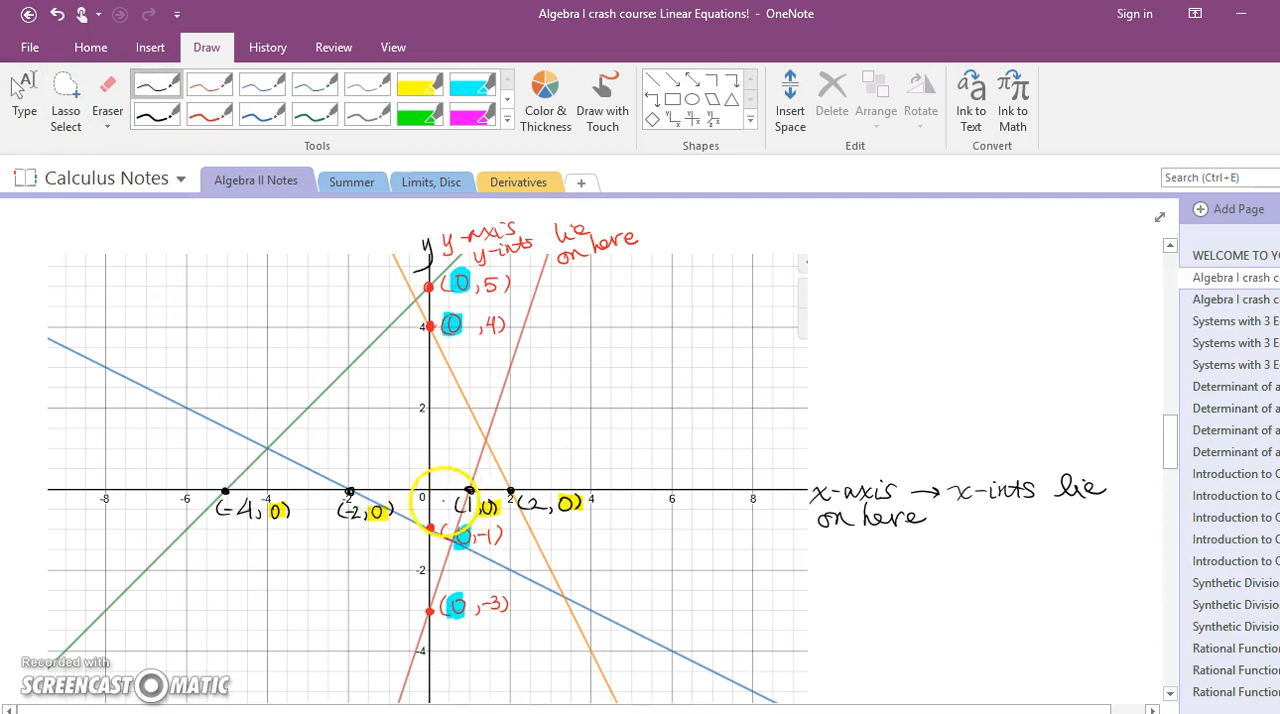 Algebra I crash course: Linear Equations! - OneNote
Sign in
File Home Insert Draw History Review View
Type
Lasso Select
Eraser
Color & Thickness
Draw with Touch
Insert Space
Delete
Arrange
Rotate
Ink to Text
Ink to Math
Tools
Shapes
Edit
Convert
Calculus Notes
Algebra II Notes
Summer
Limits, Disc
Derivatives
+
Search (Ctrl+E)
Add Page
WELCOME TO Y
Algebra I crash c
Algebra I crash c
Systems with 3 E
Systems with 3 E
Systems with 3 E
Determinant of a
Determinant of a
Determinant of a
Determinant of a
Introduction to C
Introduction to C
Introduction to C
Introduction to C
Introduction to C
Synthetic Divisio
Synthetic Divisio
Synthetic Divisio
Rational Function
Rational Function
Rational Function
y
y-axis
y-ints
lie
on here
(0,5)
(0,4)
4
2
-8 -6 -4 -2 0 2 4 6 8
(-4,0) (-2,0) (1,0) (2,0)
x-axis → x-ints lie
on here
(0,-1)
-2
(0,-3)
-4
Recorded with
SCREENCAST MATIC